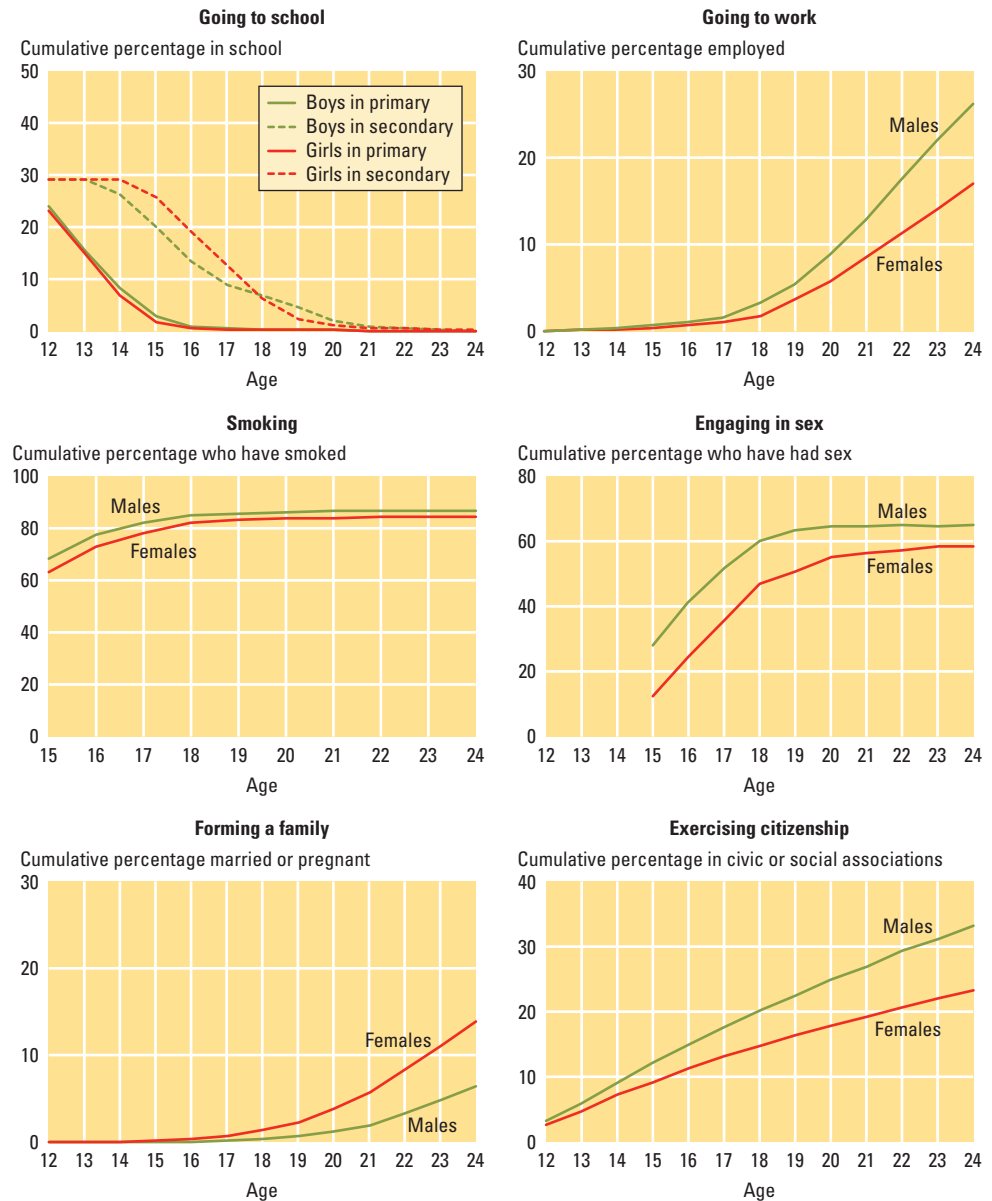 Going to school
Cumulative percentage in school
50
40
30
20
10
0
Boys in primary
Boys in secondary
Girls in primary
Girls in secondary
12 13 14 15 16 17 18 19 20 21 22 23 24
Age
Going to work
Cumulative percentage employed
30
20
10
0
Males
Females
12 13 14 15 16 17 18 19 20 21 22 23 24
Age
Smoking
Cumulative percentage who have smoked
100
80
60
40
20
0
Males
Females
15 16 17 18 19 20 21 22 23 24
Age
Engaging in sex
Cumulative percentage who have had sex
80
60
40
20
0
Males
Females
12 13 14 15 16 17 18 19 20 21 22 23 24
Age
Forming a family
Cumulative percentage married or pregnant
30
20
10
0
Females
Males
12 13 14 15 16 17 18 19 20 21 22 23 24
Age
Exercising citizenship
Cumulative percentage in civic or social associations
40
30
20
10
0
Males
Females
12 13 14 15 16 17 18 19 20 21 22 23 24
Age